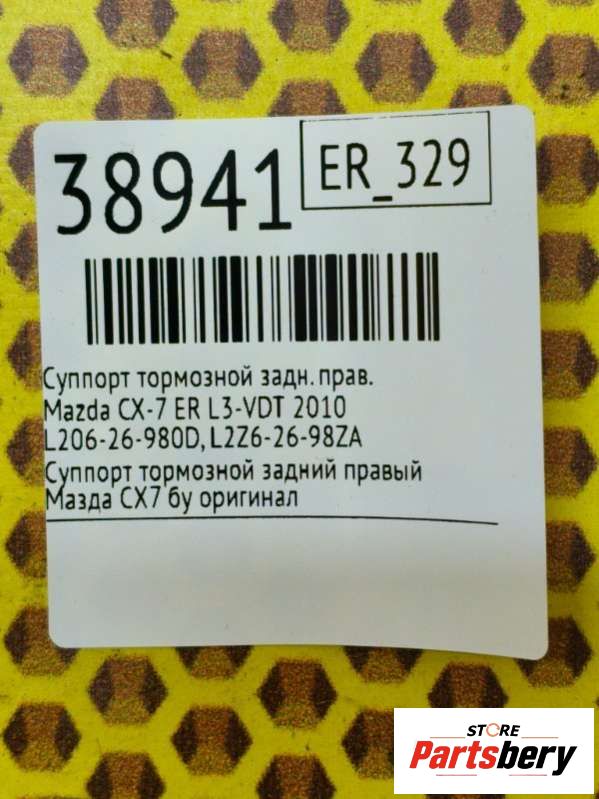 38941
ER_329
Суппорт тормозной задн. прав.
Mazda CX-7 ER L3-VDT 2010
L206-26-980D, L2Z6-26-98ZA
Суппорт тормозной задний правый
Мазда CX7 бу оригинал
STORE
Partsbery